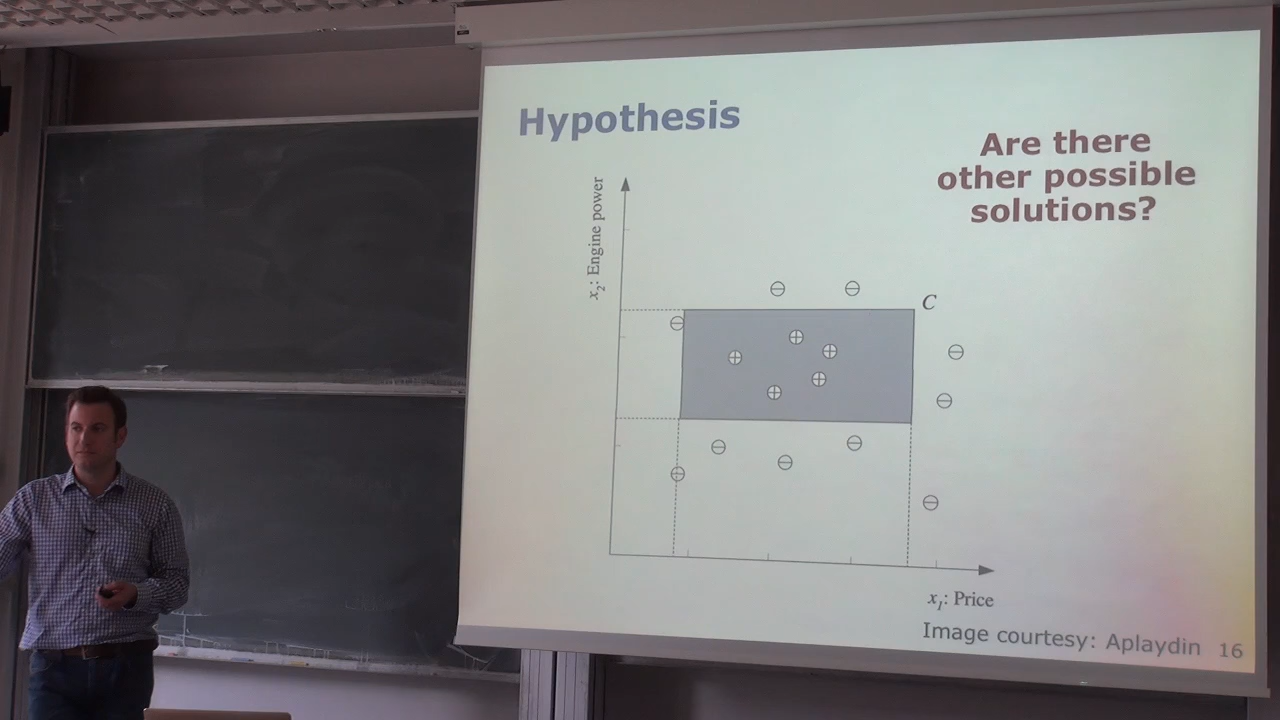 Hypothesis
Are there
other possible
solutions?
x2: Engine power
C
x1: Price
Image courtesy: Aplaydin 16